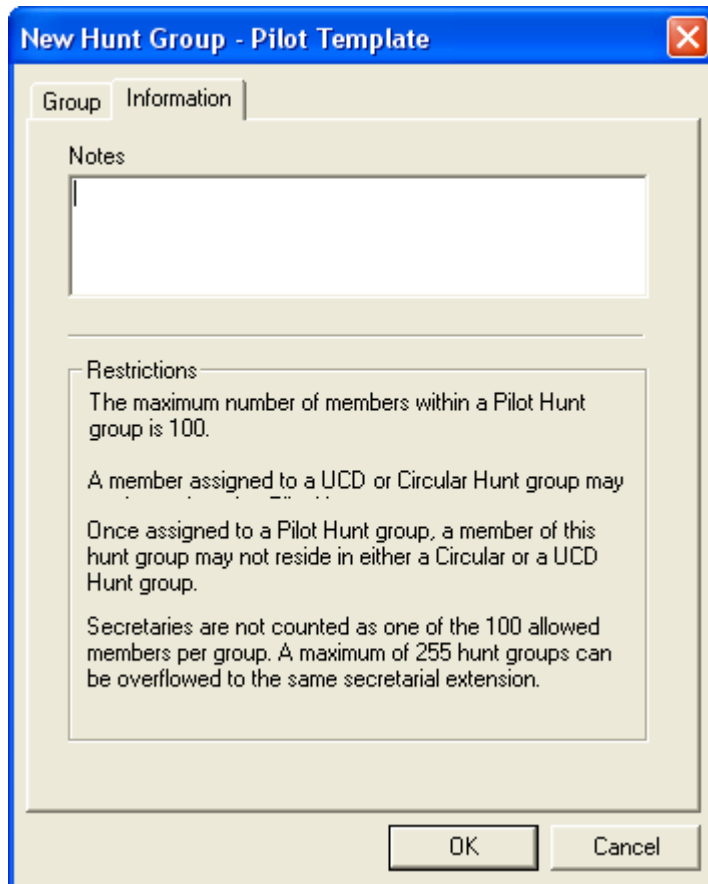 New Hunt Group - Pilot Template
Group
Information
Notes
Restrictions
The maximum number of members within a Pilot Hunt
group is 100.
A member assigned to a UCD or Circular Hunt group may
Once assigned to a Pilot Hunt group, a member of this
hunt group may not reside in either a Circular or a UCD
Hunt group.
Secretaries are not counted as one of the 100 allowed
members per group. A maximum of 255 hunt groups can
be overflowed to the same secretarial extension.
OK
Cancel